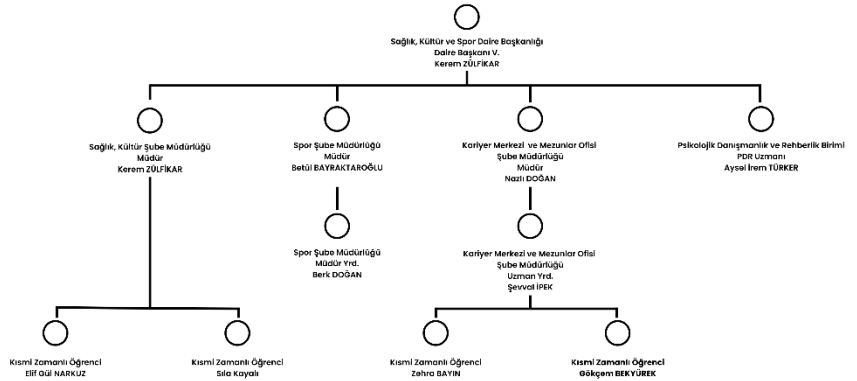 Sağlık, Kültür ve Spor Daire Başkanlığı
Daire Başkanı V.
Kerem ZÜLFİKAR
Sağlık, Kültür Şube Müdürlüğü
Müdür
Kerem ZÜLFİKAR
Spor Şube Müdürlüğü
Müdür
Betül BAYRAKTAROĞLU
Kariyer Merkezi ve Mezunlar Ofisi
Şube Müdürlüğü
Müdür
Nazlı DOĞAN
Psikolojik Danışmanlık ve Rehberlik Birimi
PDR Uzmanı
Aysel İrem TÜRKER
Spor Şube Müdürlüğü
Müdür Yrd.
Berk DOĞAN
Kariyer Merkezi ve Mezunlar Ofisi
Şube Müdürlüğü
Uzman Yrd.
Şevval İPEK
Kısmi Zamanlı Öğrenci
Elif Gül NARKUZ
Kısmi Zamanlı Öğrenci
Sıla Kayalı
Kısmi Zamanlı Öğrenci
Zehra BAYIN
Kısmi Zamanlı Öğrenci
Gökçem BEKYÜREK